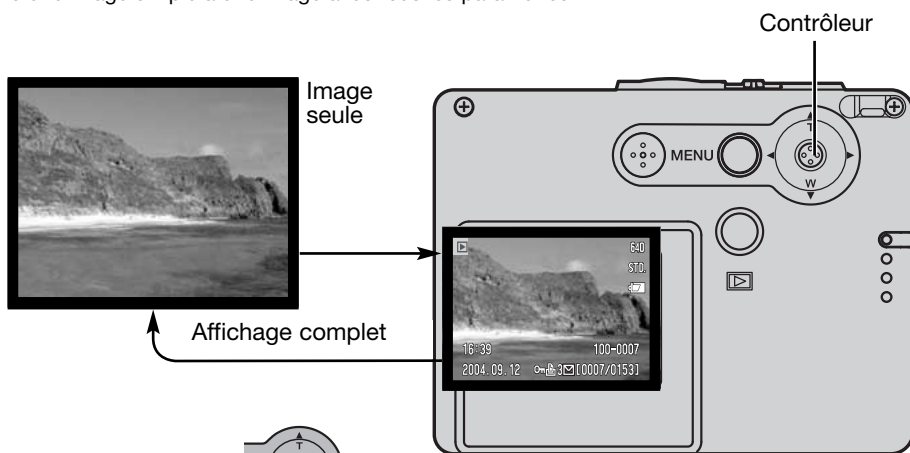 Contrôleur
Image
seule
MENU
T
W
640
STD.
Affichage complet
16:39
100-0007
2004.09.12
3
[0007/0153]
T